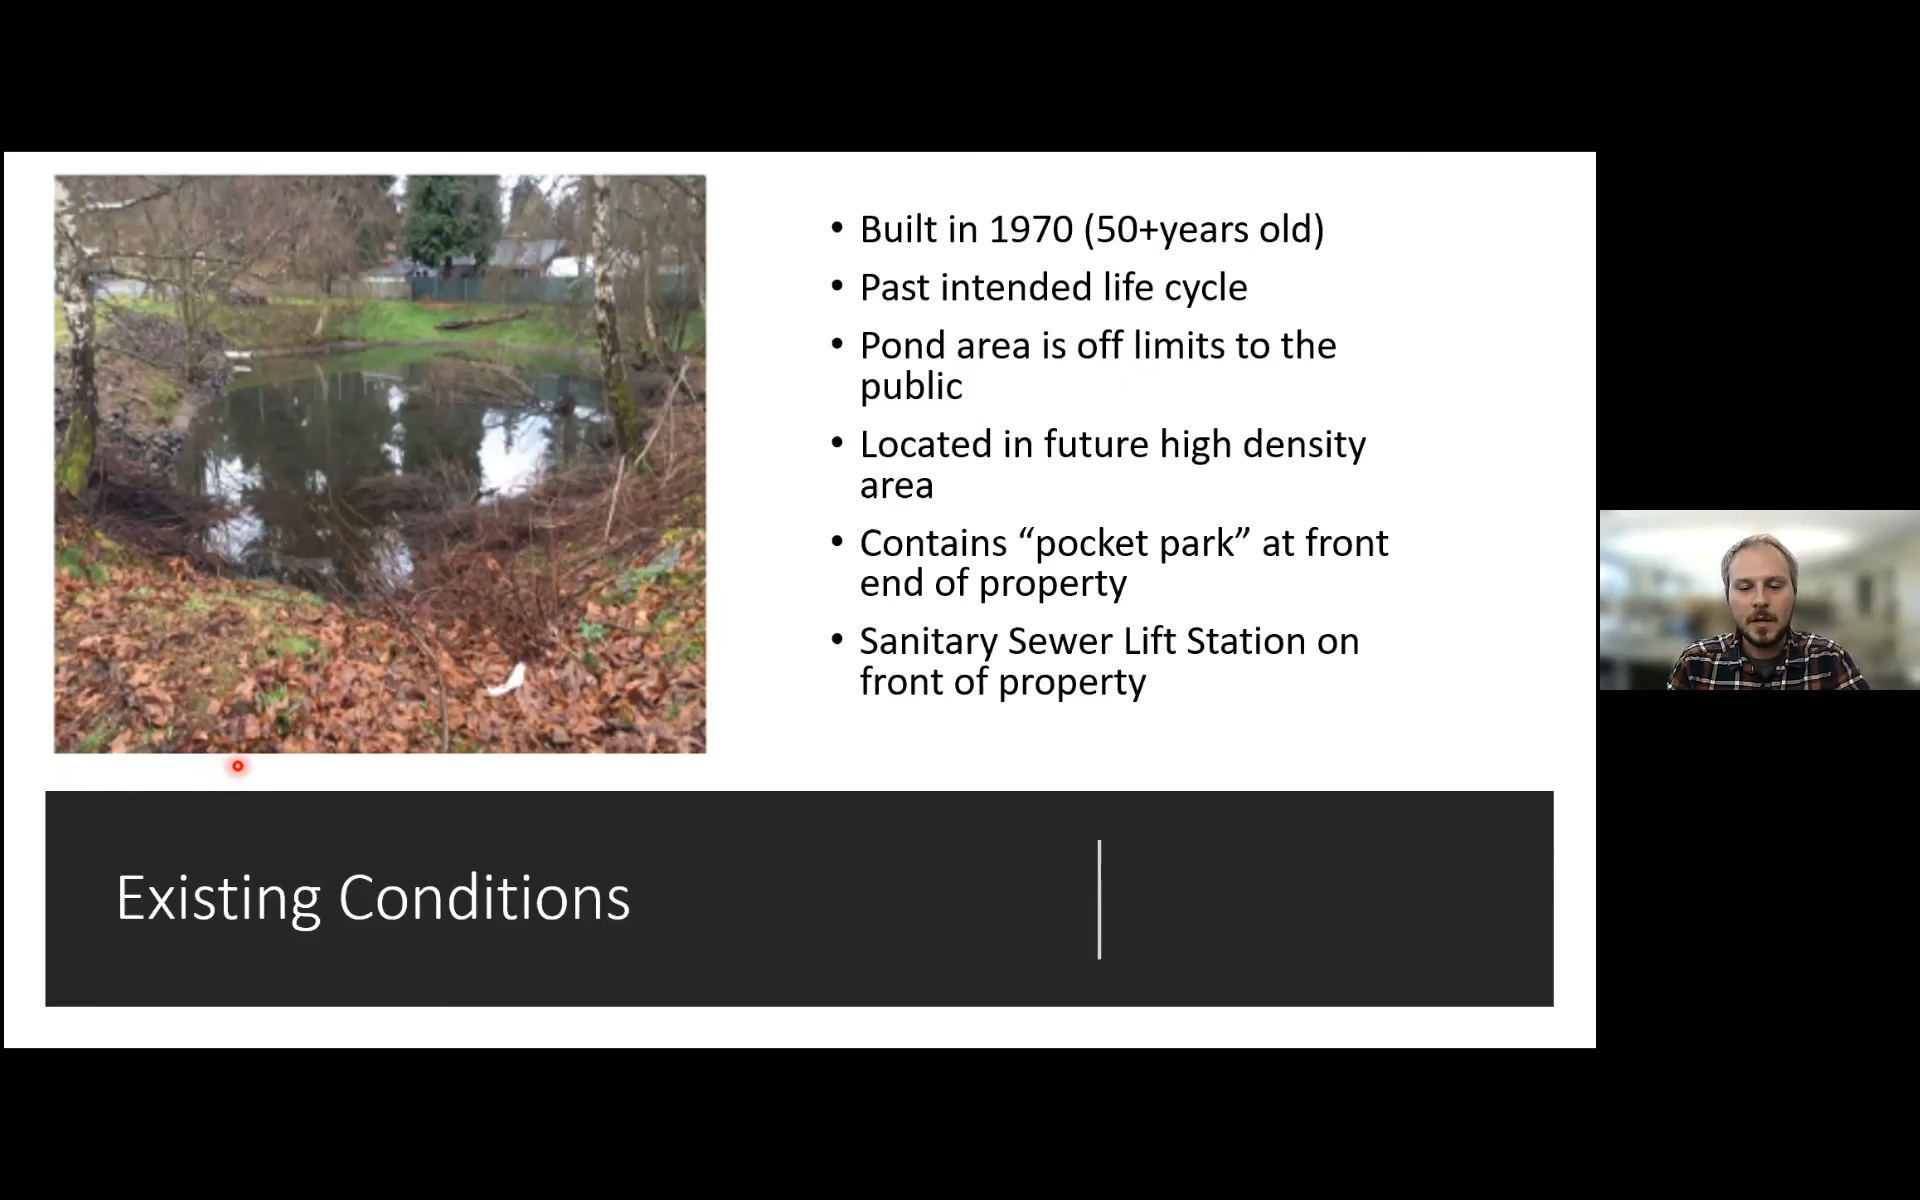 • Built in 1970 (50+years old)
• Past intended life cycle
• Pond area is off limits to the
public
• Located in future high density
area
• Contains “pocket park” at front
end of property
• Sanitary Sewer Lift Station on
front of property
Existing Conditions